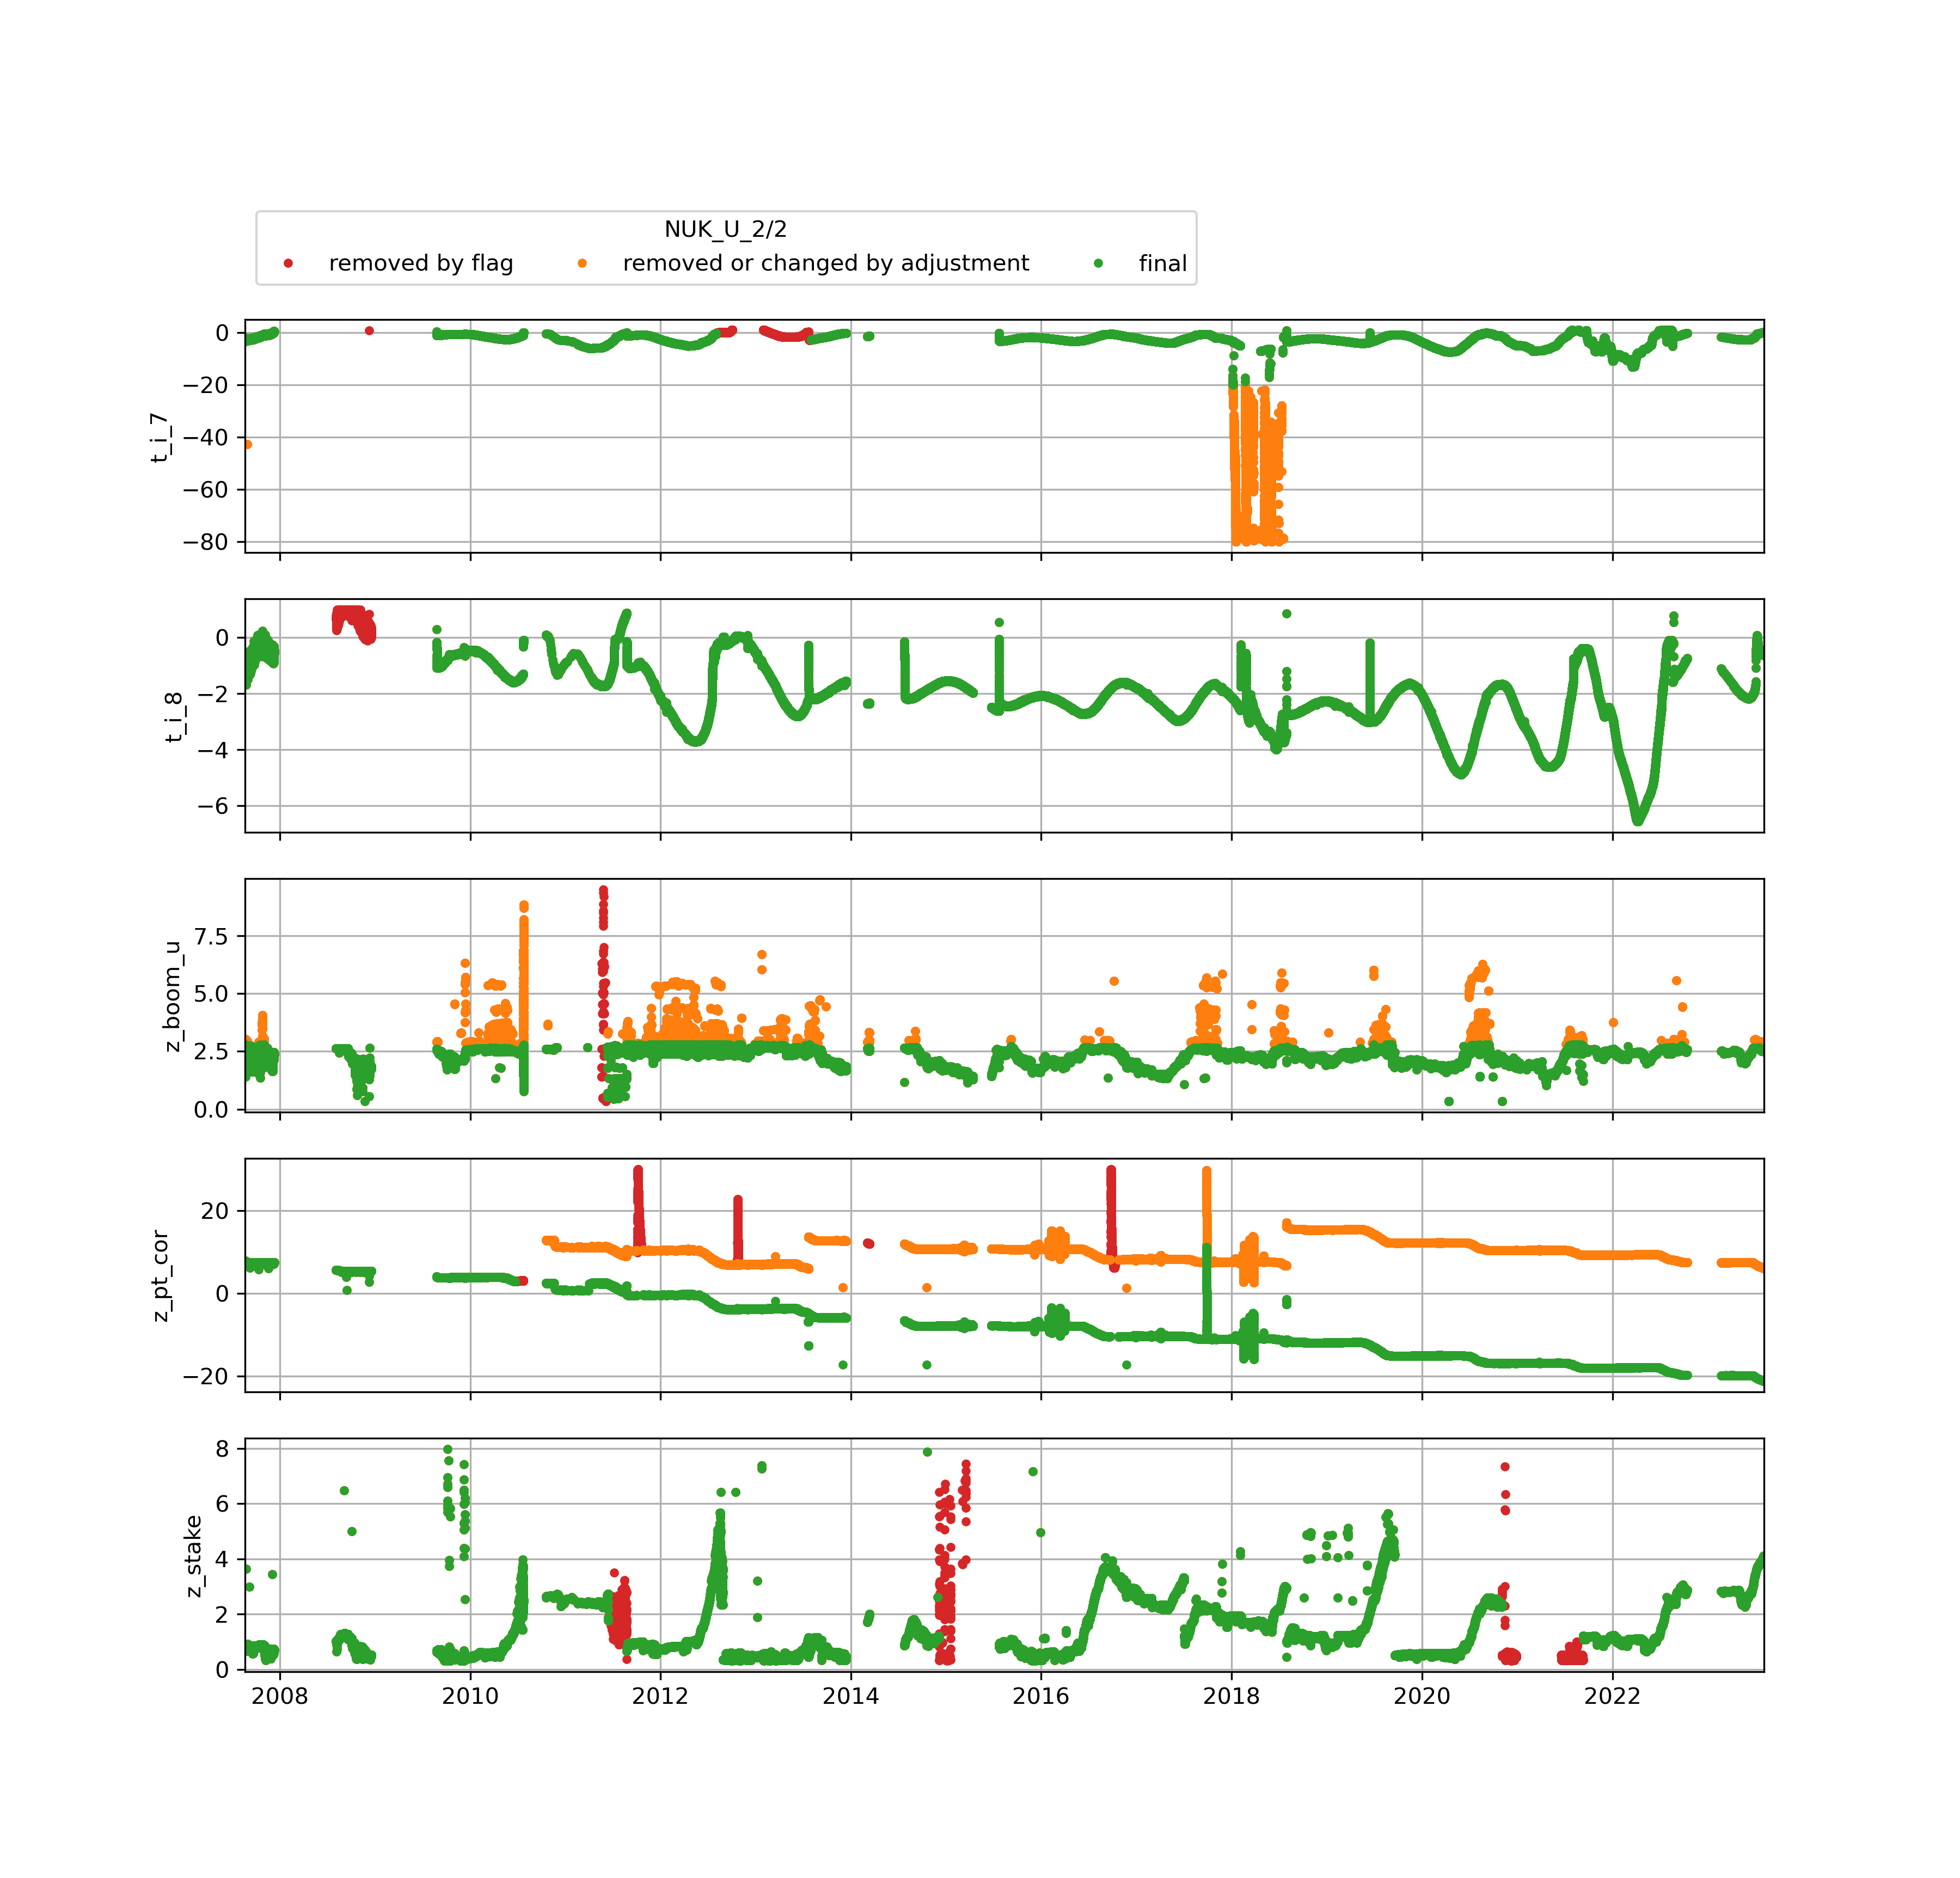 NUK_U_2/2
removed by flag removed or changed by adjustment final
0
−20
−40
−60
−80
t_i_7
0
−2
−4
−6
t_i_8
7.5
5.0
2.5
0.0
z_boom_u
20
0
−20
z_pt_cor
8
6
4
2
0
z_stake
2008 2010 2012 2014 2016 2018 2020 2022